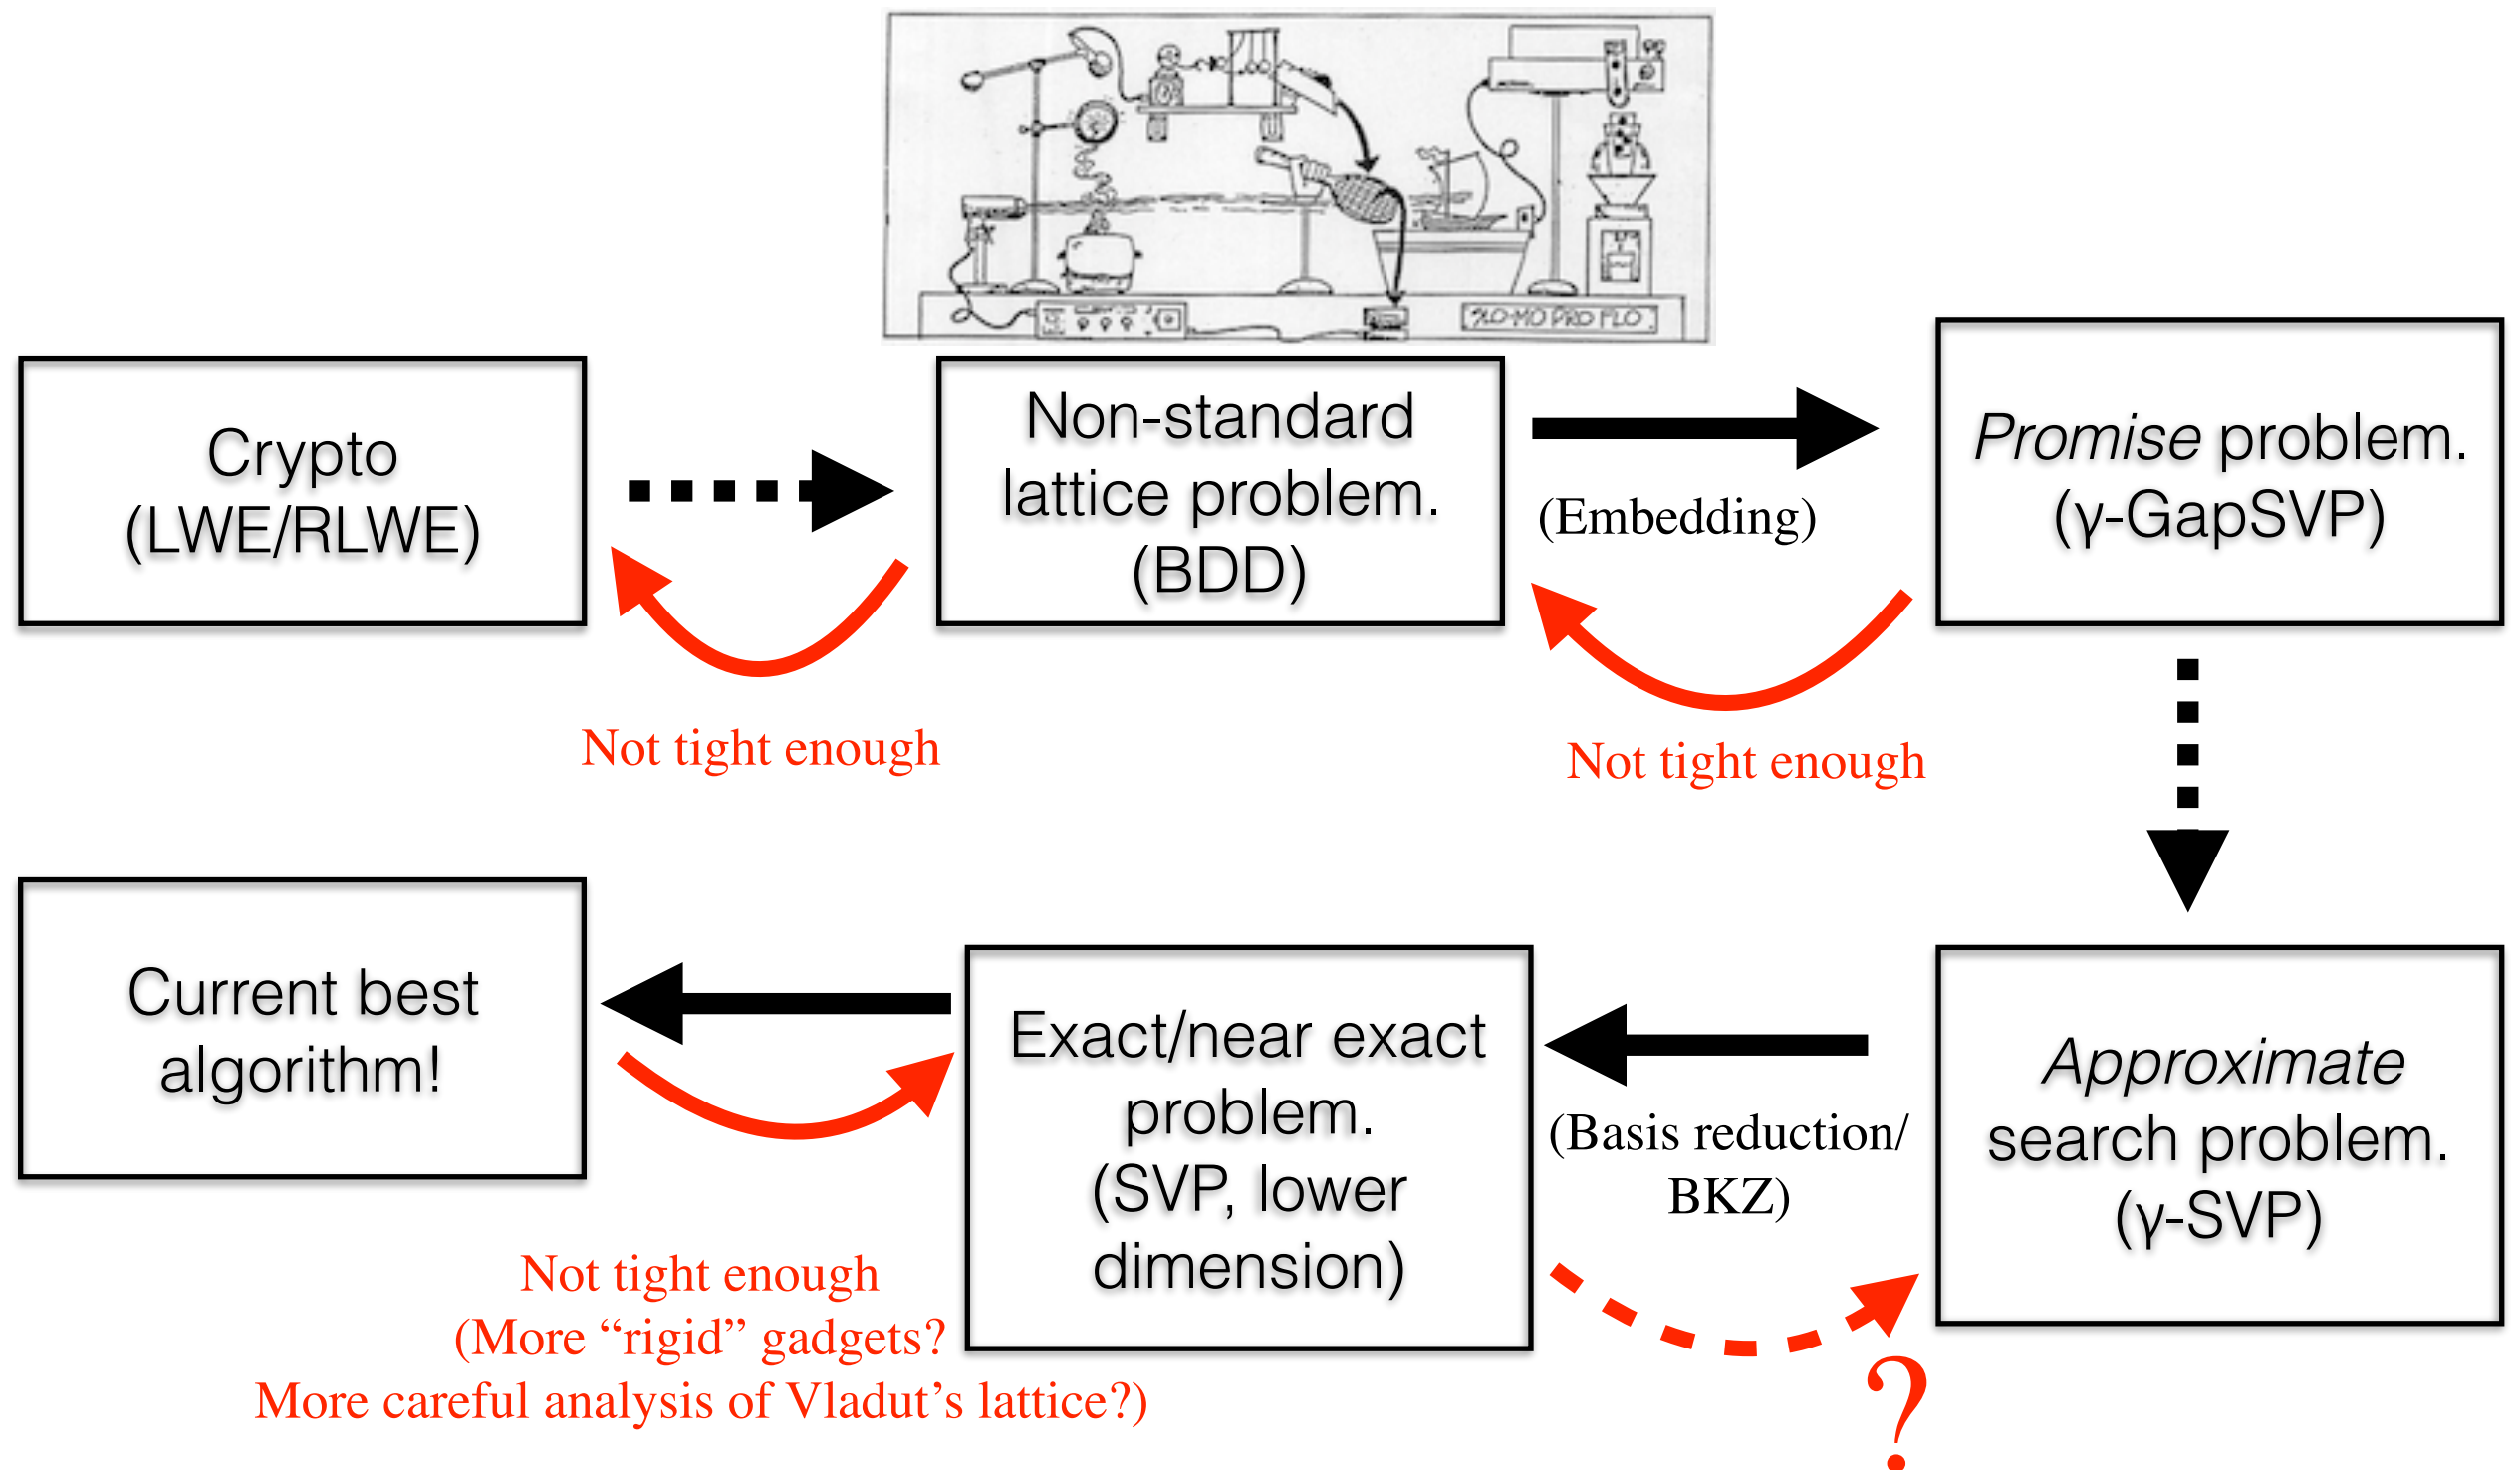 Crypto
(LWE/RLWE)
Non-standard
lattice problem.
(BDD)
(Embedding)
Promise problem.
(γ-GapSVP)
Not tight enough
Not tight enough
Current best
algorithm!
Exact/near exact
problem.
(SVP, lower
dimension)
(Basis reduction/
BKZ)
Approximate
search problem.
(γ-SVP)
Not tight enough
(More “rigid” gadgets?
More careful analysis of Vladut’s lattice?)
?